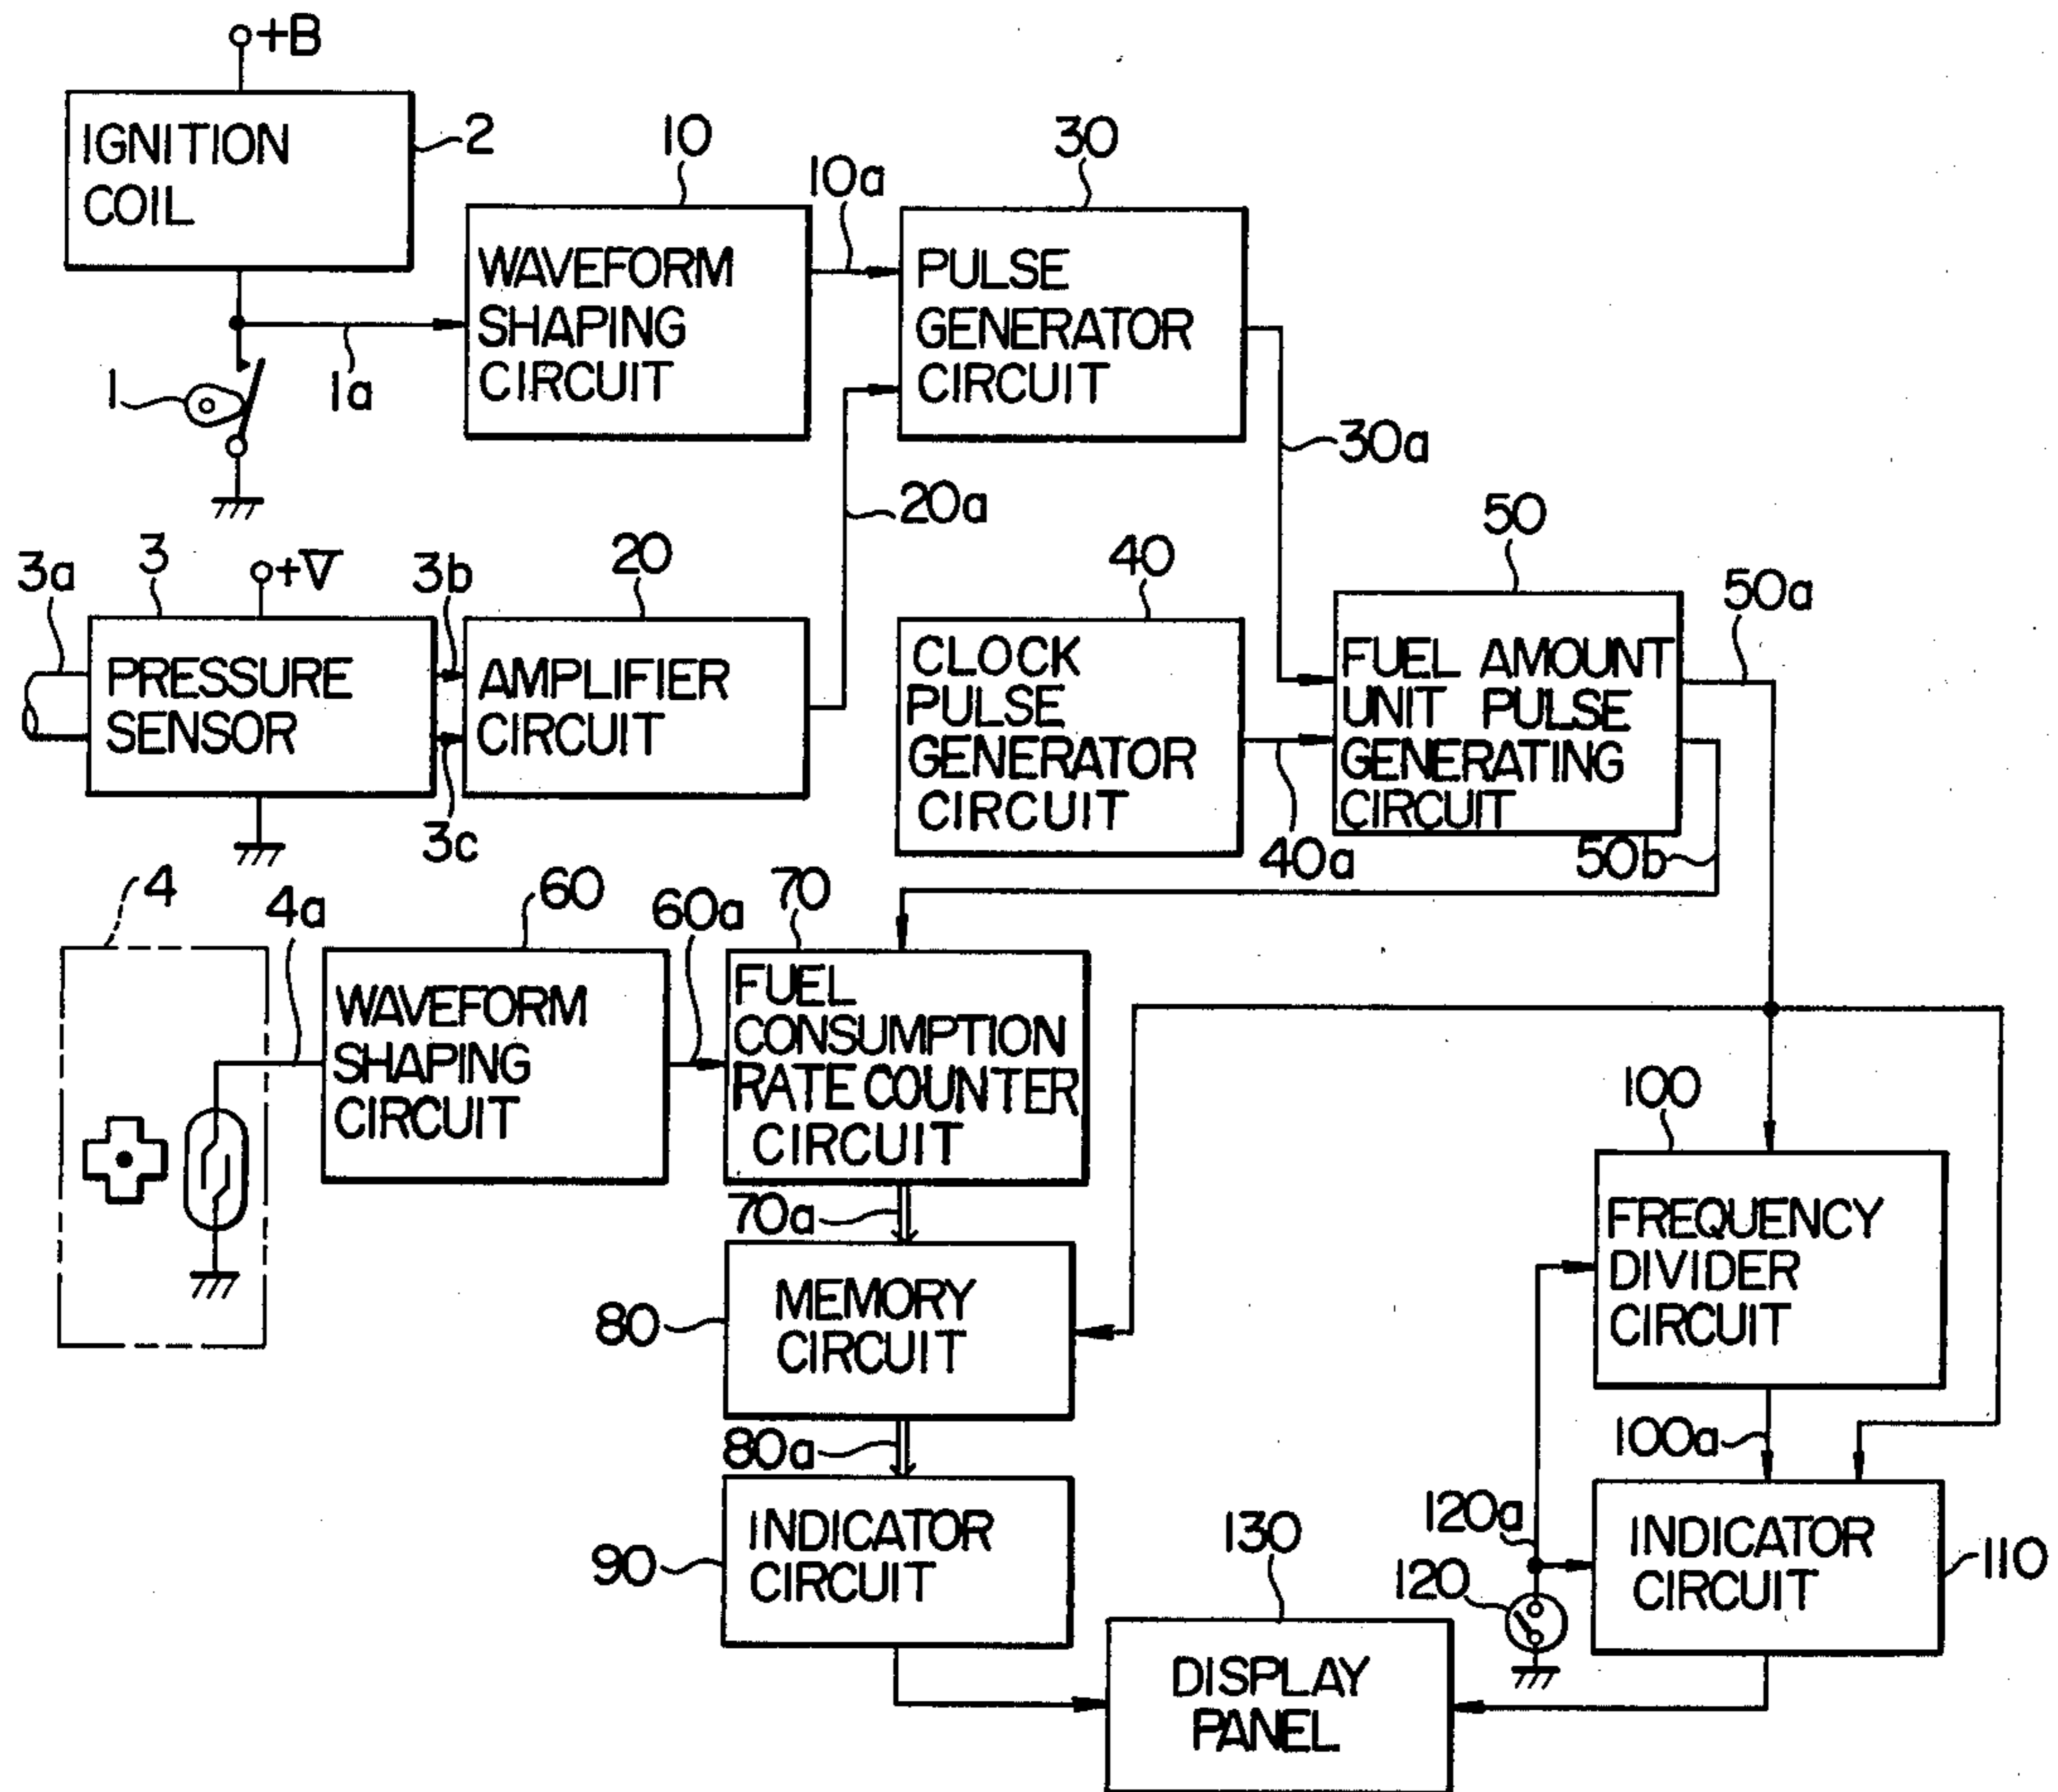 +B
IGNITION
COIL
2
10
10a
30
WAVEFORM
SHAPING
CIRCUIT
PULSE
GENERATOR
CIRCUIT
1
1a
30a
20a
50
3a
3
+V
3b
20
40
50a
PRESSURE
SENSOR
AMPLIFIER
CIRCUIT
CLOCK
PULSE
GENERATOR
CIRCUIT
FUEL AMOUNT
UNIT PULSE
GENERATING
CIRCUIT
3c
40a
50b
4
4a
60
60a
70
WAVEFORM
SHAPING
CIRCUIT
FUEL
CONSUMPTION
RATE COUNTER
CIRCUIT
100
70a
FREQUENCY
DIVIDER
CIRCUIT
80
MEMORY
CIRCUIT
80a
100a
90
INDICATOR
CIRCUIT
130
120a
120
INDICATOR
CIRCUIT
110
DISPLAY
PANEL